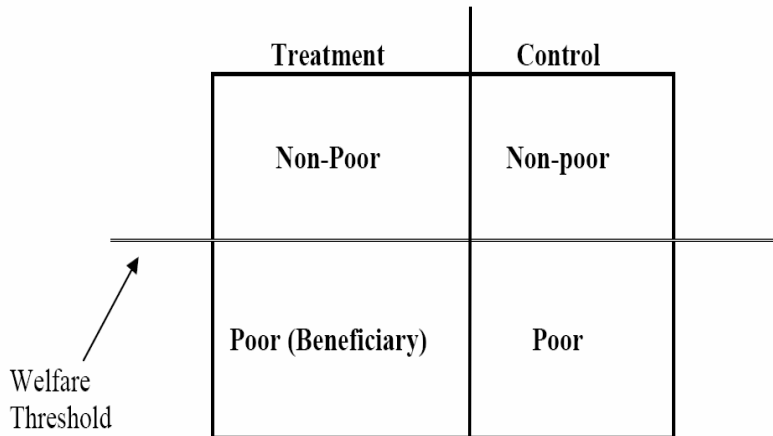 Treatment Control
Non-Poor Non-poor
Poor (Beneficiary) Poor
Welfare
Threshold